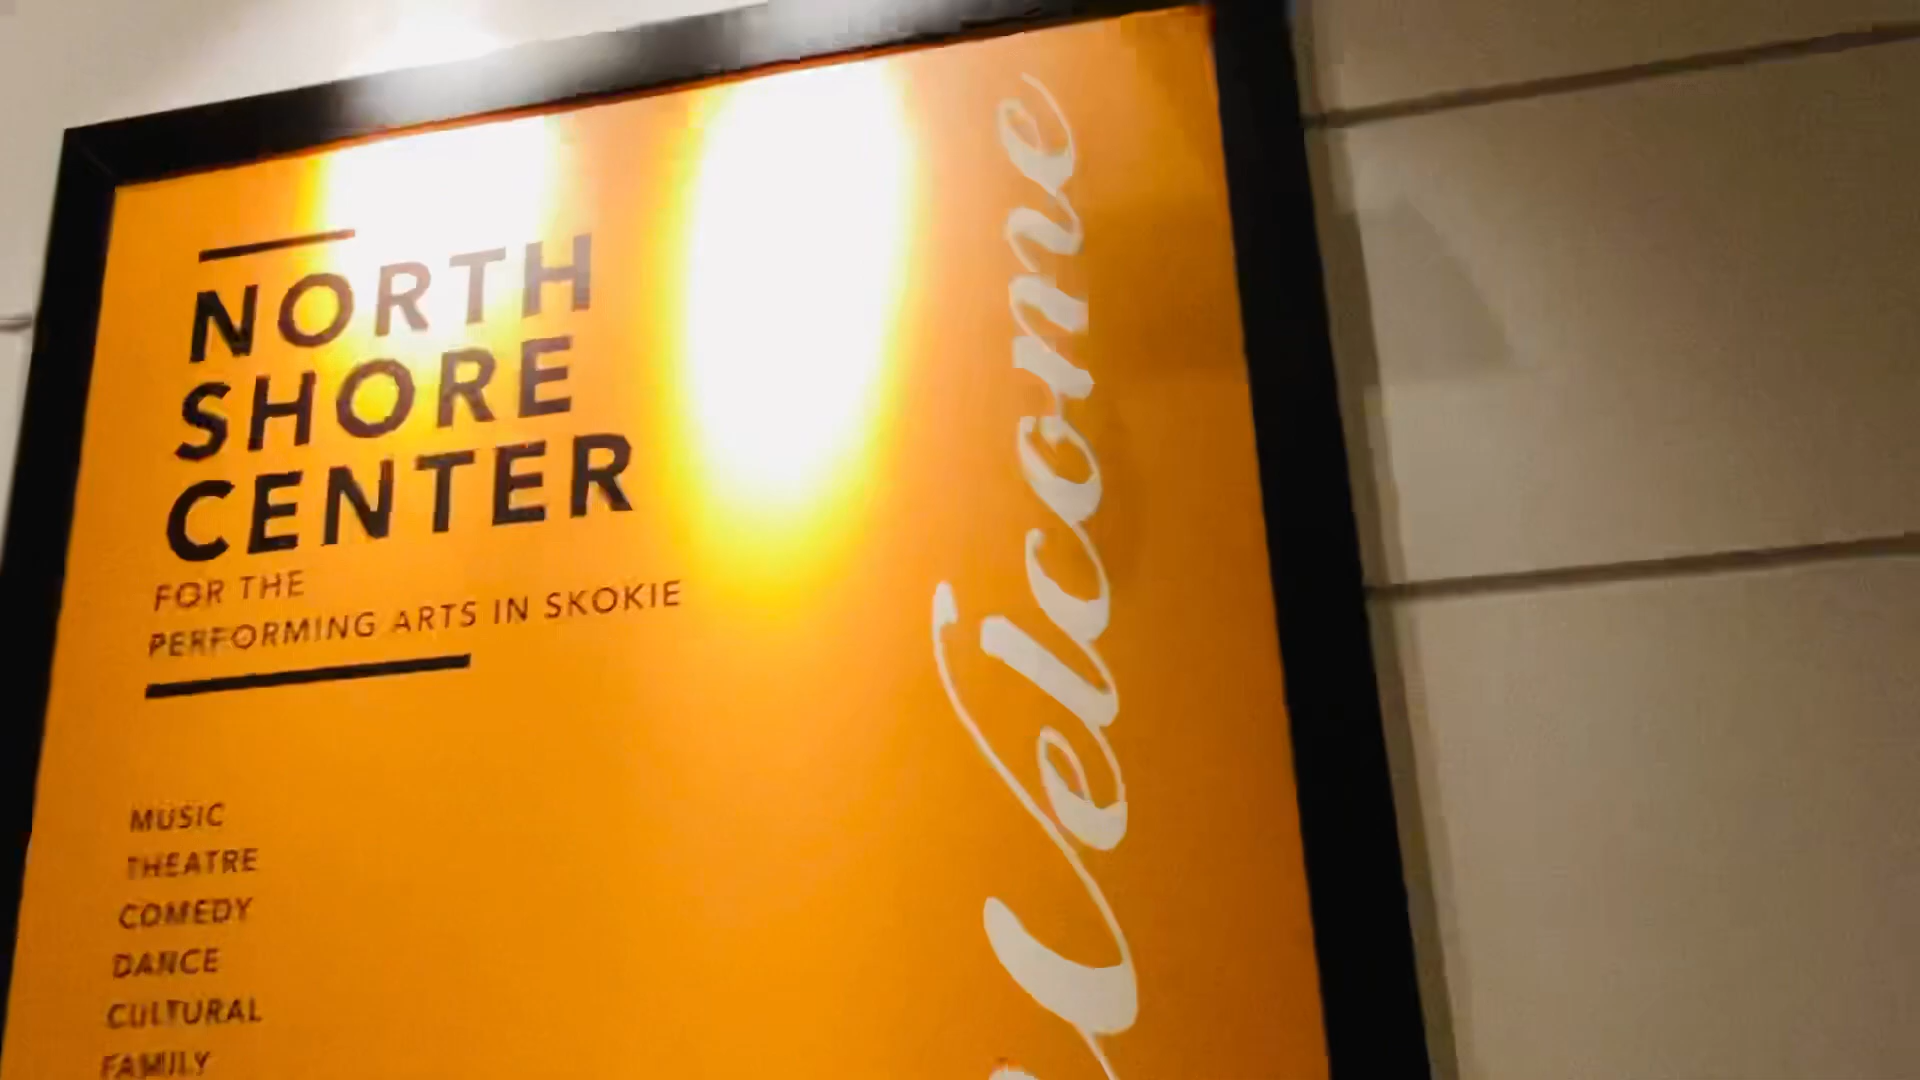 NORTH
SHORE
CENTER
FOR THE
PERFORMING ARTS IN SKOKIE
MUSIC
THEATRE
COMEDY
DANCE
CULTURAL
FAMILY
Welcome